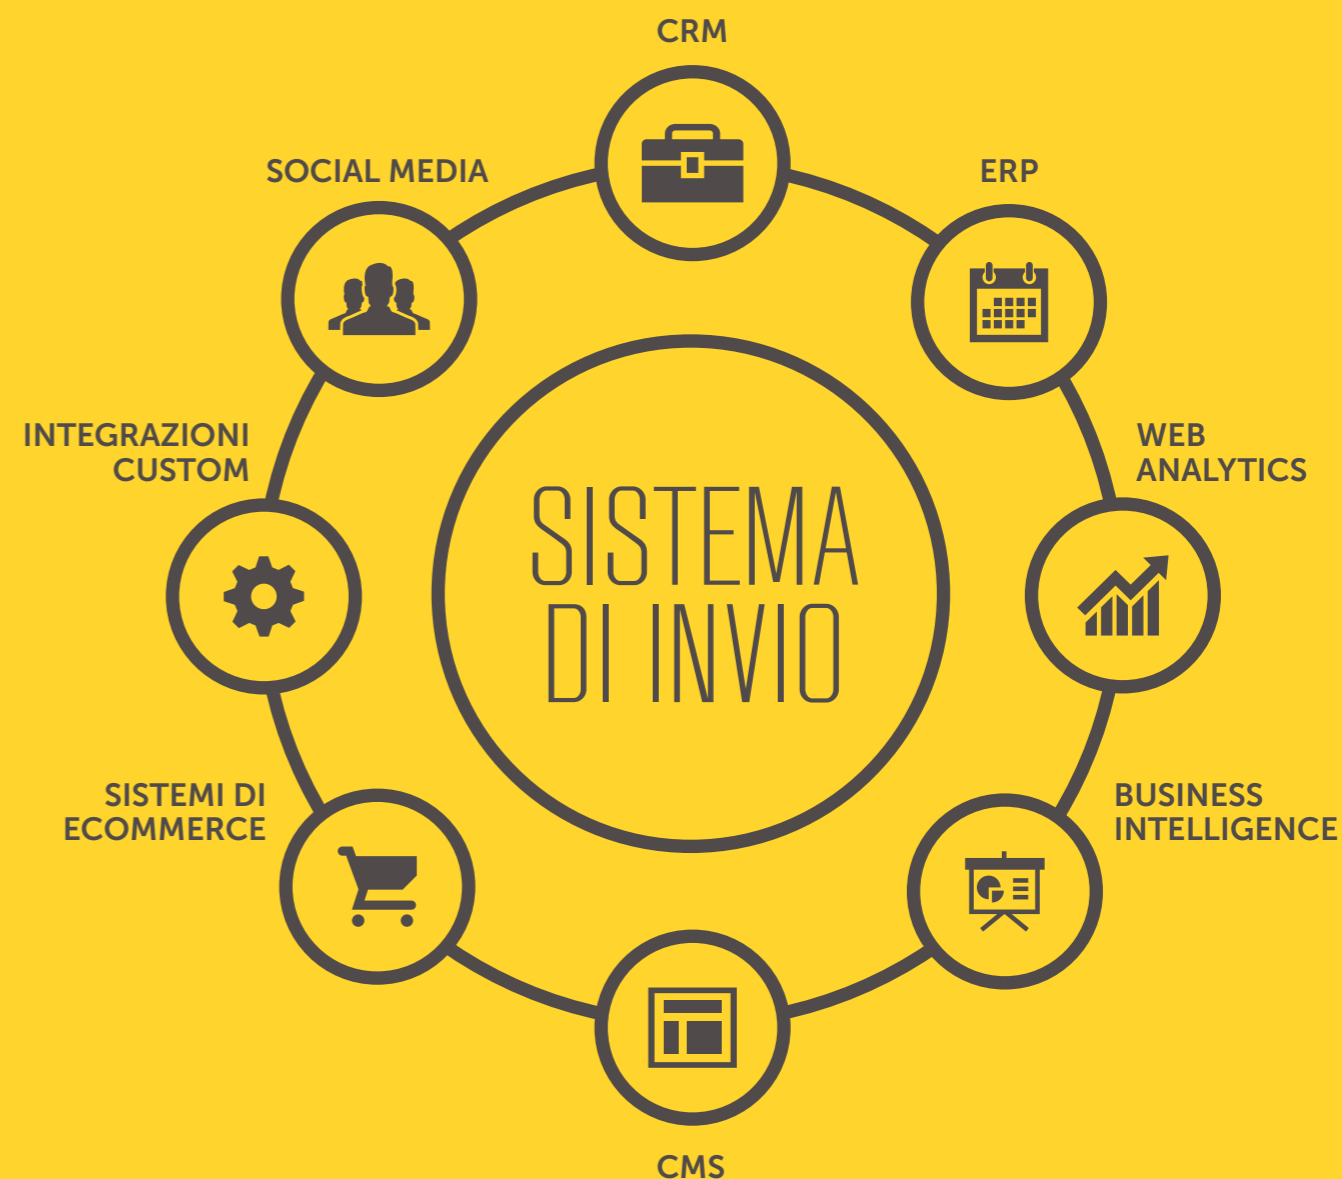 CRM
SOCIAL MEDIA
ERP
INTEGRAZIONI
CUSTOM
WEB
ANALYTICS
SISTEMA
DI INVIO
SISTEMI DI
ECOMMERCE
BUSINESS
INTELLIGENCE
CMS